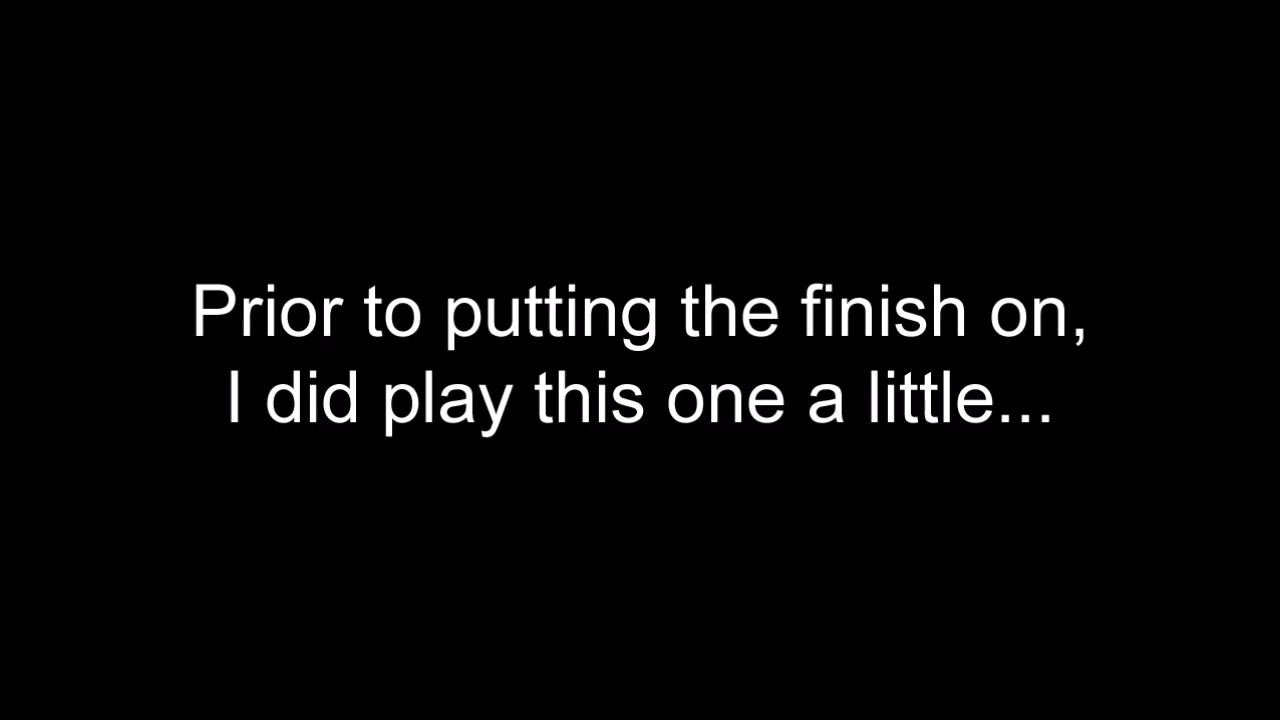 Prior to putting the finish on,
I did play this one a little...